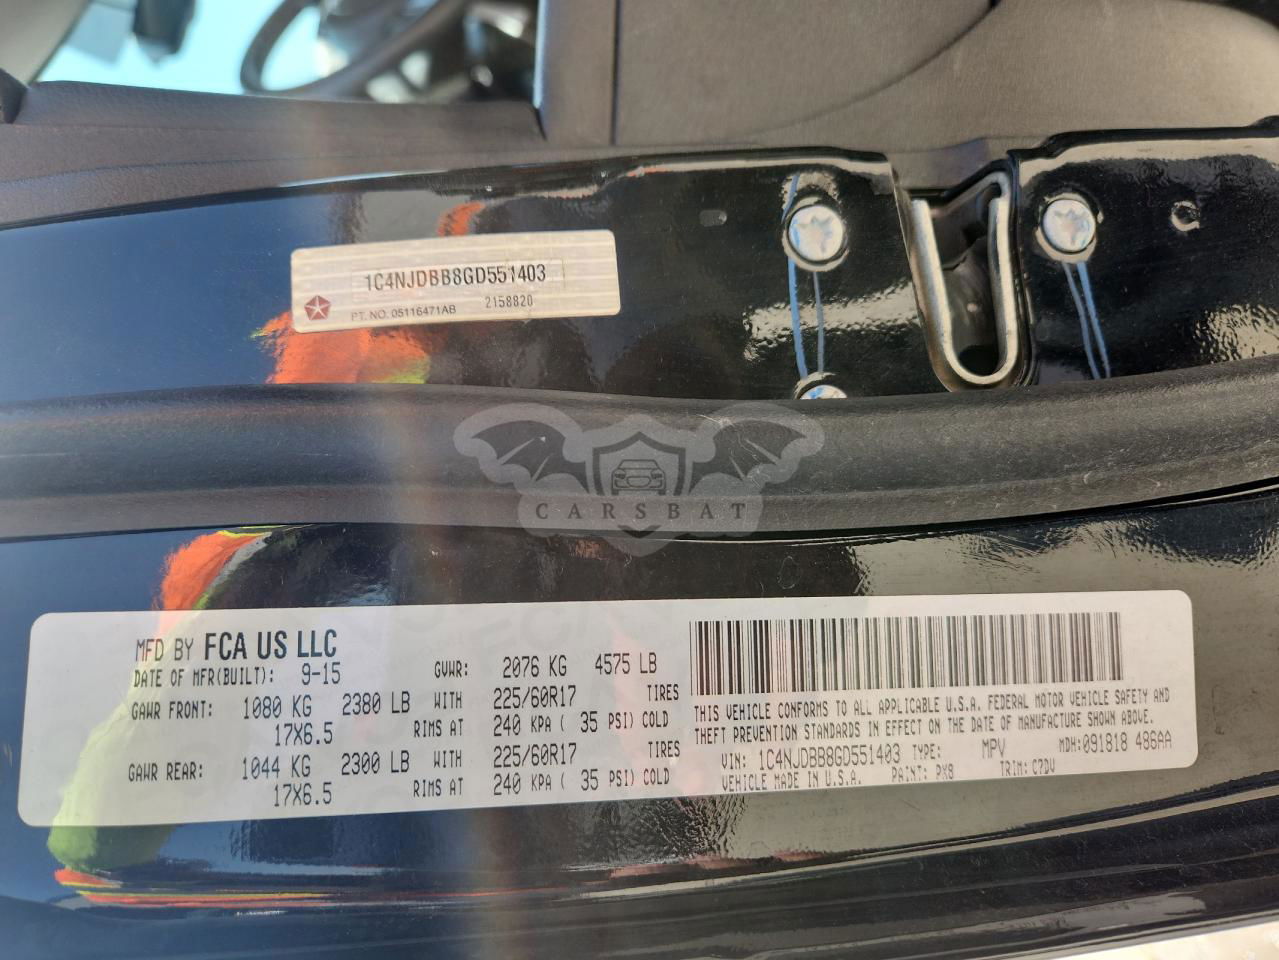 1C4NJDBB8GD551403
PT. NO. 05116471AB 2158820
CARSBAT
MFD BY FCA US LLC
DATE OF MFR(BUILT): 9-15 GVWR: 2076 KG 4575 LB
GAWR FRONT: 1080 KG 2380 LB WITH 225/60R17 TIRES
17X6.5 RIMS AT 240 KPA ( 35 PSI) COLD
GAWR REAR: 1044 KG 2300 LB WITH 225/60R17 TIRES
17X6.5 RIMS AT 240 KPA ( 35 PSI) COLD
THIS VEHICLE CONFORMS TO ALL APPLICABLE U.S.A. FEDERAL MOTOR VEHICLE SAFETY AND
THEFT PREVENTION STANDARDS IN EFFECT ON THE DATE OF MANUFACTURE SHOWN ABOVE.
VIN: 1C4NJDBB8GD551403 TYPE: MPV MDH:091818 486AA
VEHICLE MADE IN U.S.A. PAINT: PX8 TRIM: C7DV